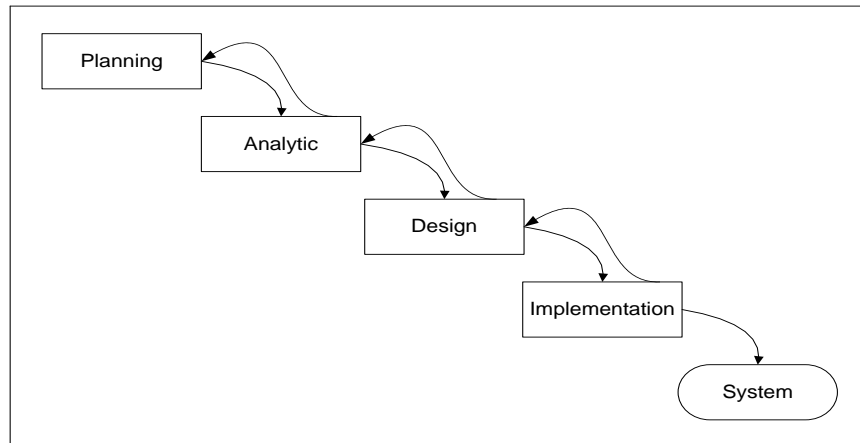 Planning
Analytic
Design
Implementation
System